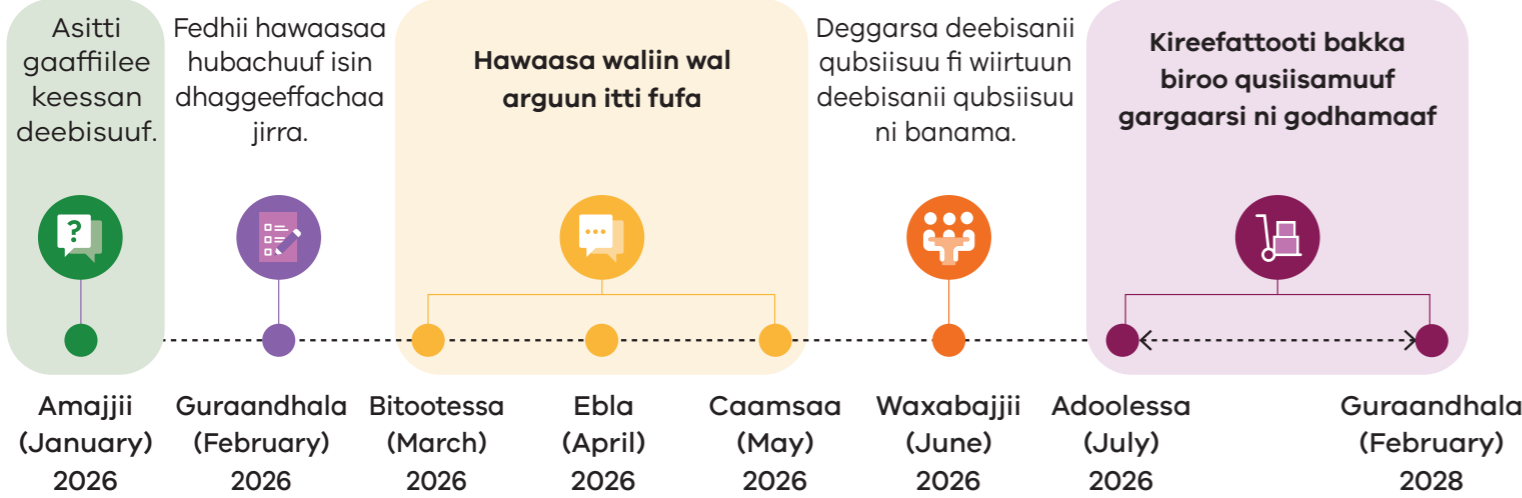 Asitti
gaaffiilee
keessan
deebisuuf.
Fedhii hawaasaa
hubachuuf isin
dhaggeeffachaa
jirra.
Hawaasa waliin wal
arguun itti fufa
Deggarsa deebisanii
qubsiisuu fi wiirtuun
deebisanii qubsiisuu
ni banama.
Kireefattooti bakka
biroo qusiisamuuf
gargaarsi ni godhamaaf
?
Amajjii
(January)
2026
Guraandhala
(February)
2026
Bitootessa
(March)
2026
Ebla
(April)
2026
Caamsaa
(May)
2026
Waxabajjii
(June)
2026
Adoolessa
(July)
2026
Guraandhala
(February)
2028